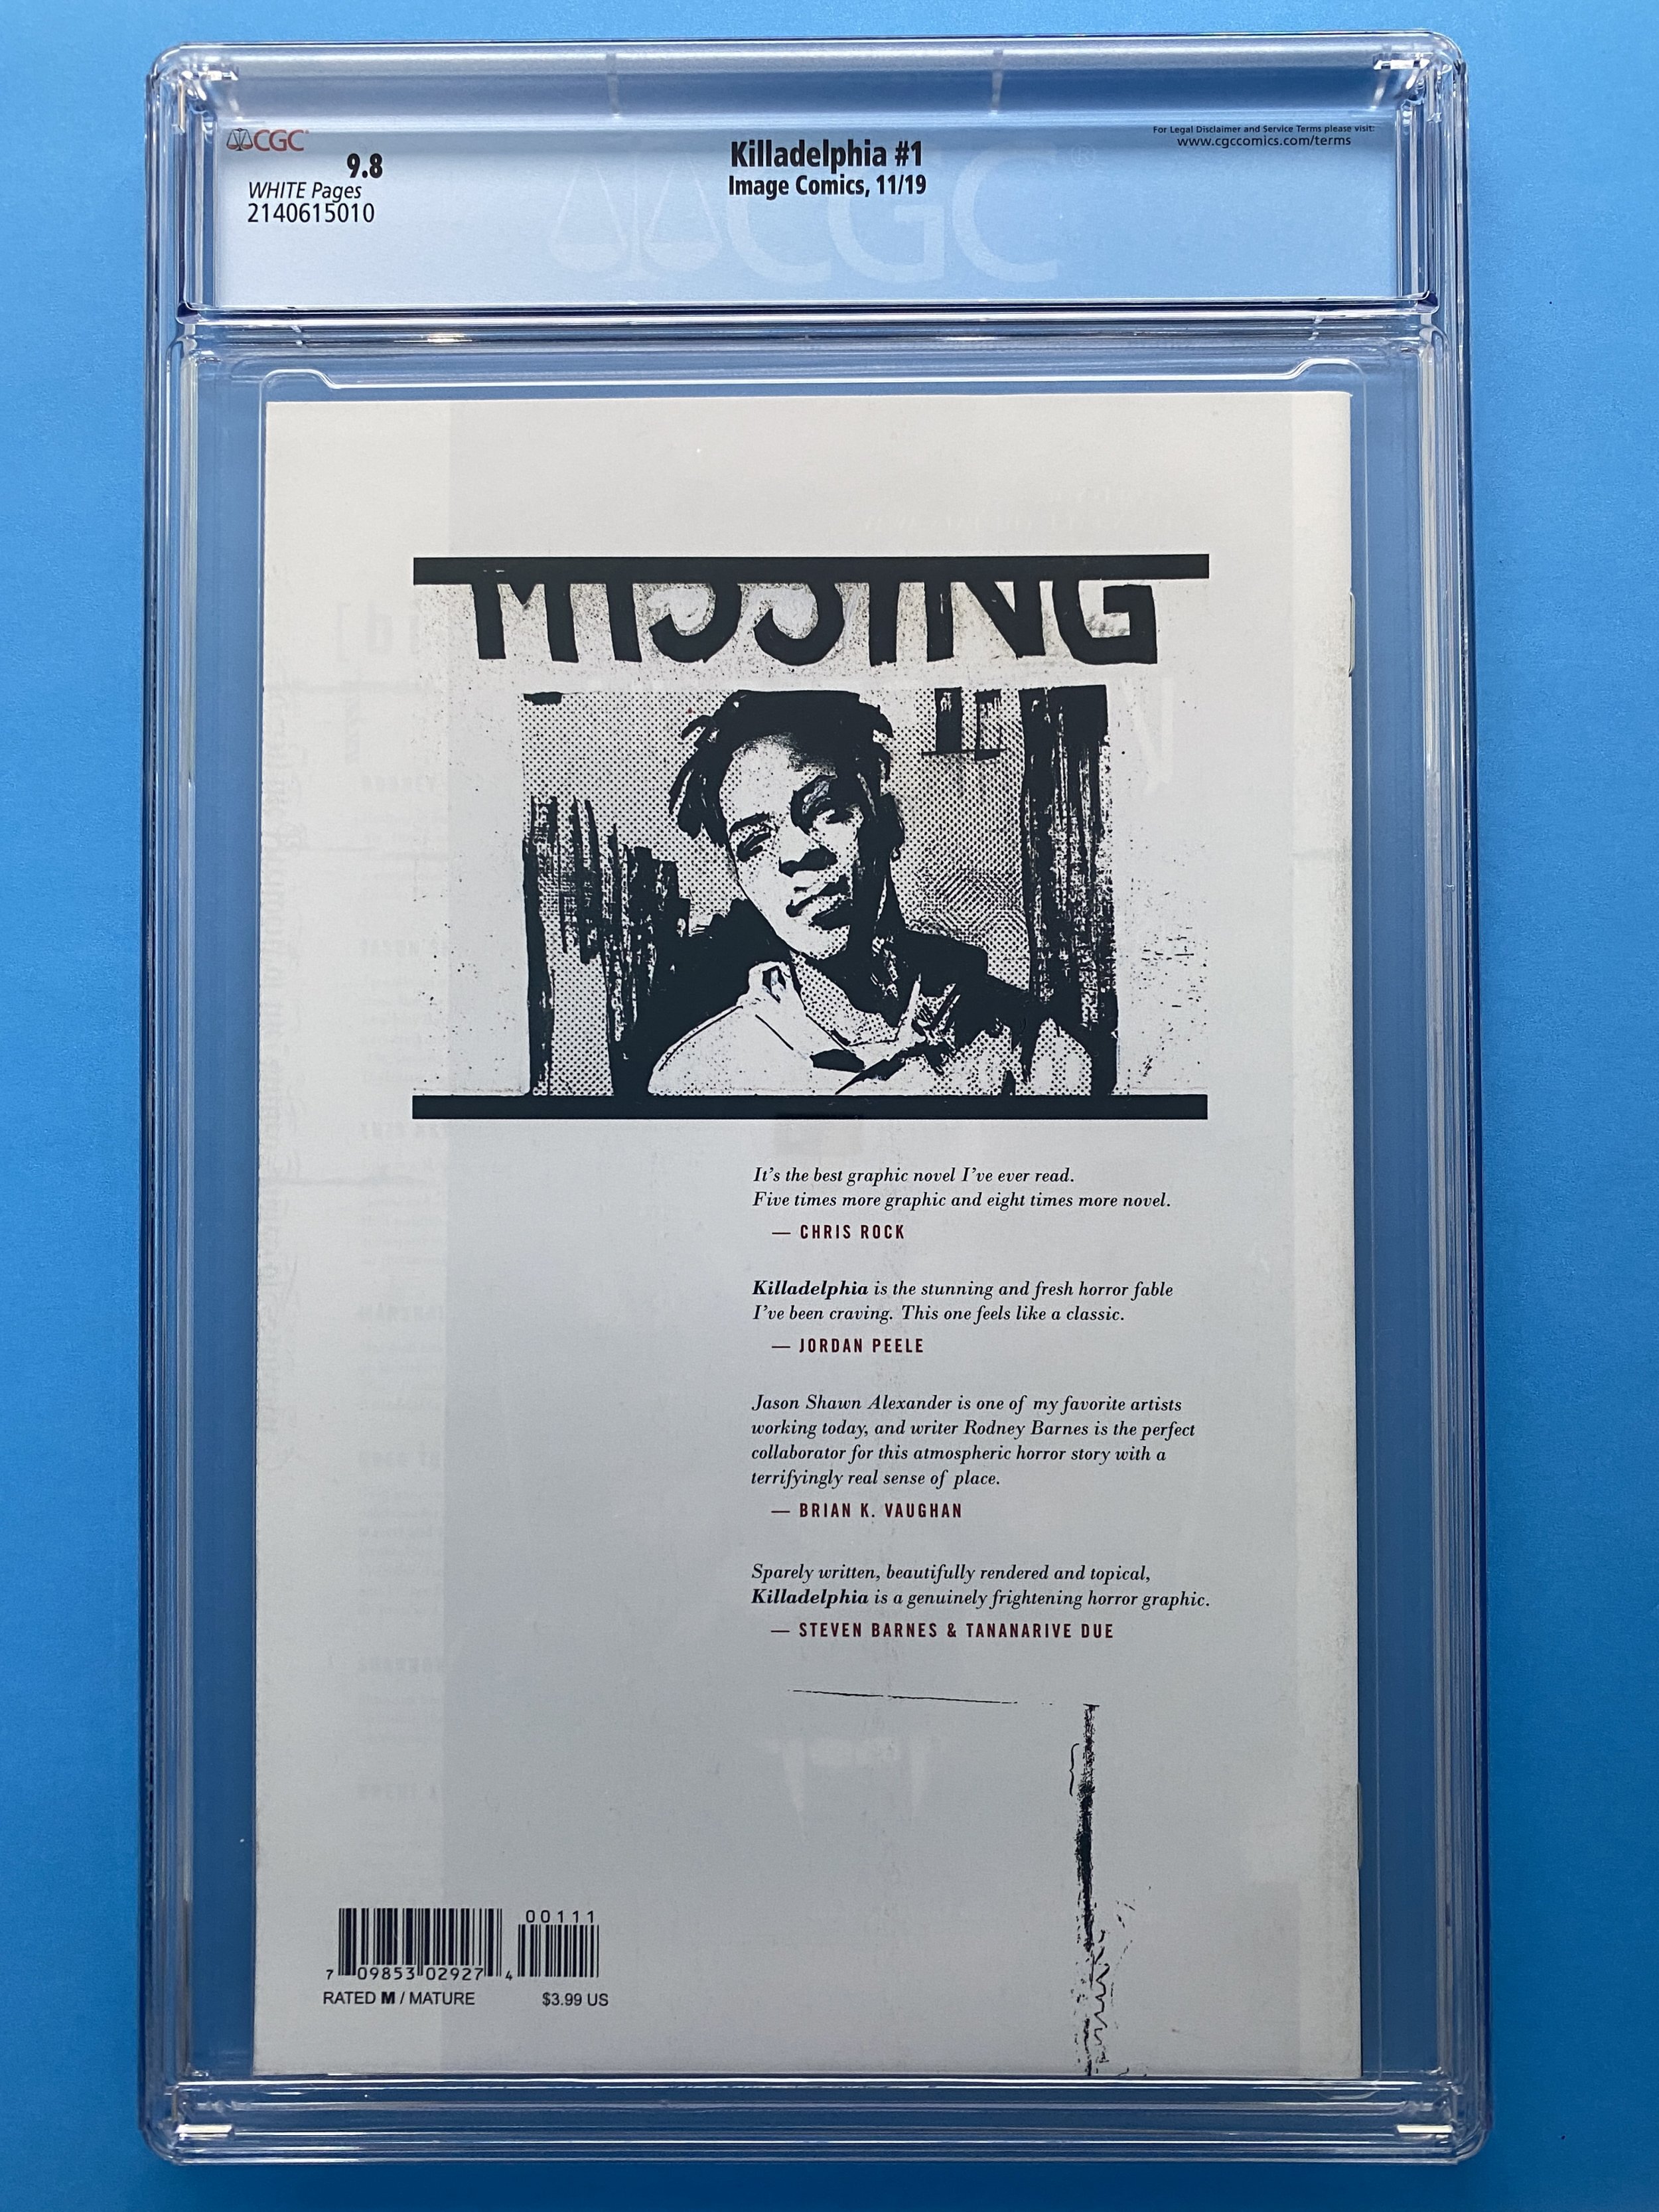 CGC
9.8
WHITE Pages
2140615010
Killadelphia #1
Image Comics, 11/19
For Legal Disclaimer and Service Terms please visit:
www.cgccomics.com/terms
CGC
MISSING
It's the best graphic novel I've ever read.
Five times more graphic and eight times more novel.
— CHRIS ROCK
Killadelphia is the stunning and fresh horror fable
I've been craving. This one feels like a classic.
— JORDAN PEELE
Jason Shawn Alexander is one of my favorite artists
working today, and writer Rodney Barnes is the perfect
collaborator for this atmospheric horror story with a
terrifyingly real sense of place.
— BRIAN K. VAUGHAN
Sparely written, beautifully rendered and topical,
Killadelphia is a genuinely frightening horror graphic.
— STEVEN BARNES & TANANARIVE DUE
00111
7 09853 02927 4
RATED M / MATURE $3.99 US